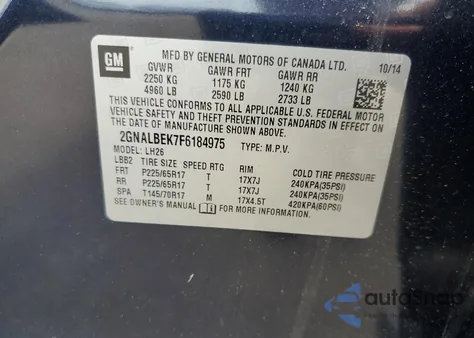 GM
MFD BY GENERAL MOTORS OF CANADA LTD. 10/14
GVWR GAWR FRT GAWR RR
2250 KG 1175 KG 1240 KG
4960 LB 2590 LB 2733 LB
THIS VEHICLE CONFORMS TO ALL APPLICABLE U.S. FEDERAL MOTOR
VEHICLE SAFETY AND THEFT PREVENTION STANDARDS IN EFFECT ON
THE DATE OF MANUFACTURE SHOWN ABOVE.
2GNALBEK7F6184975 TYPE: M.P.V.
MODEL: LH26
LBB2 TIRE SIZE SPEED RTG RIM COLD TIRE PRESSURE
FRT P225/65R17 T 17X7J 240KPA(35PSI)
RR P225/65R17 T 17X7J 240KPA(35PSI)
SPA T145/70R17 M 17X4.5T 420KPA(60PSI)
SEE OWNER'S MANUAL FOR MORE INFORMATION.
autoSnap